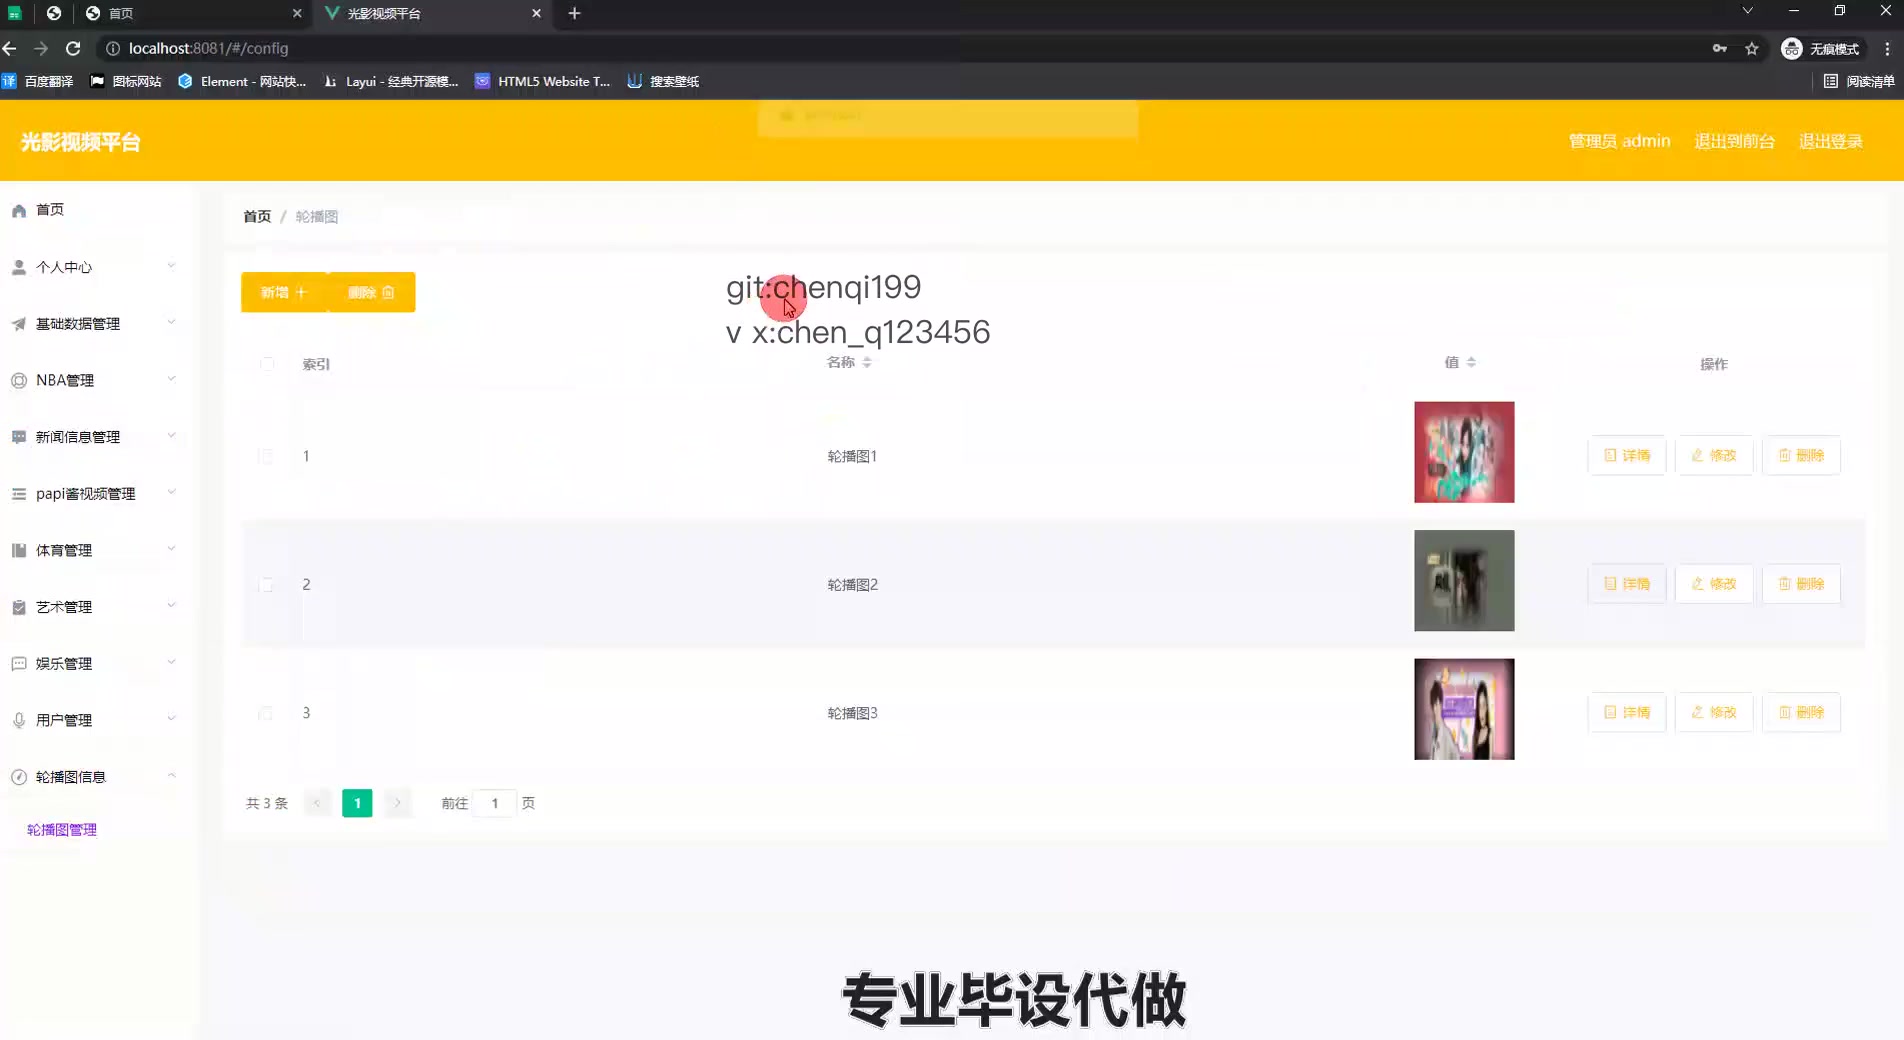 首页
光影视频平台
localhost:8081/#/config
无痕模式
译 百度翻译
图标网站
Element - 网站快...
Layui - 经典开源模...
HTML5 Website T...
搜索壁纸
阅读清单
光影视频平台
管理员 admin
退出到前台
退出登录
首页
个人中心
基础数据管理
NBA管理
新闻信息管理
papi酱视频管理
体育管理
艺术管理
娱乐管理
用户管理
轮播图信息
轮播图管理
首页 / 轮播图
新增 +
删除
git:chenqi199
v x:chen_q123456
索引 名称 值 操作
1 轮播图1 详情 修改 删除
2 轮播图2 详情 修改 删除
3 轮播图3 详情 修改 删除
共 3 条 < 1 > 前往 1 页
专业毕设代做